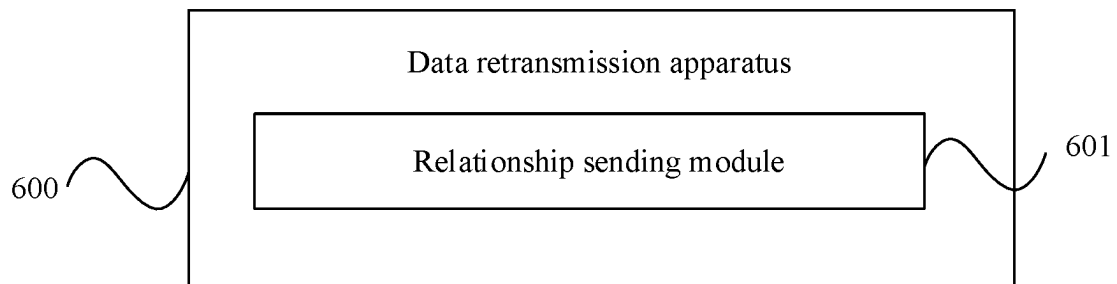 Data retransmission apparatus
Relationship sending module
601
600